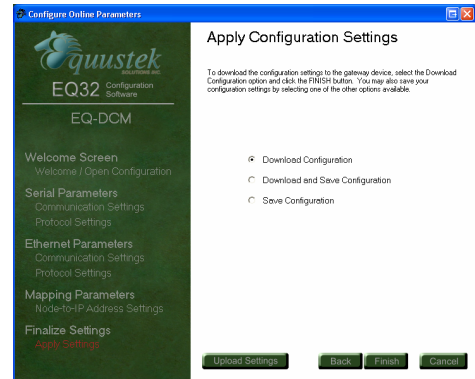 Configure Online Parameters
Equustek
SOLUTIONS INC.
EQ32 Configuration Software
EQ-DCM
Welcome Screen
Welcome / Open Configuration
Serial Parameters
Communication Settings
Protocol Settings
Ethernet Parameters
Communication Settings
Protocol Settings
Mapping Parameters
Node-to-IP Address Settings
Finalize Settings
Apply Settings
Apply Configuration Settings
To download the configuration settings to the gateway device, select the Download
Configuration option and click the FINISH button. You may also save your
configuration settings by selecting one of the other options available.
Download Configuration
Download and Save Configuration
Save Configuration
Upload Settings
Back
Finish
Cancel